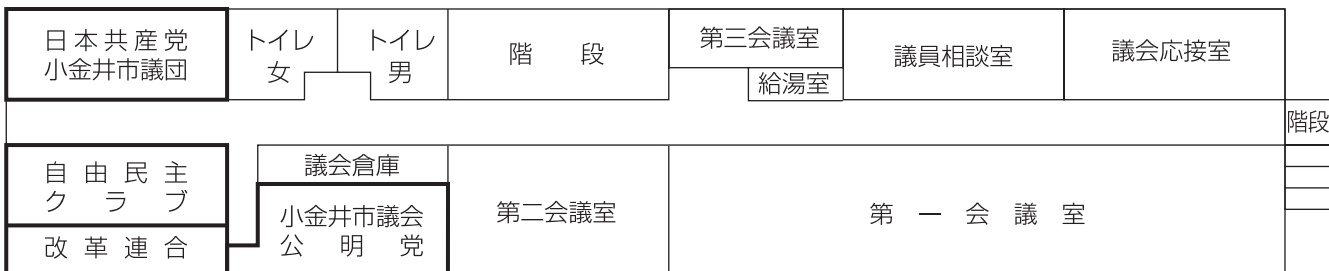 日本共産党
小金井市議団
トイレ
女
トイレ
男
階段
第三会議室
給湯室
議員相談室
議会応接室
階段
自由民主
クラブ
改革連合
議会倉庫
小金井市議会
公明党
第二会議室
第一会議室